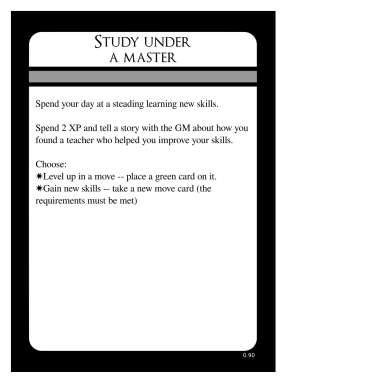 STUDY UNDER
A MASTER
Spend your day at a steading learning new skills.
Spend 2 XP and tell a story with the GM about how you
found a teacher who helped you improve your skills.
Choose:
✷Level up in a move -- place a green card on it.
✷Gain new skills -- take a new move card (the
requirements must be met)
0.90